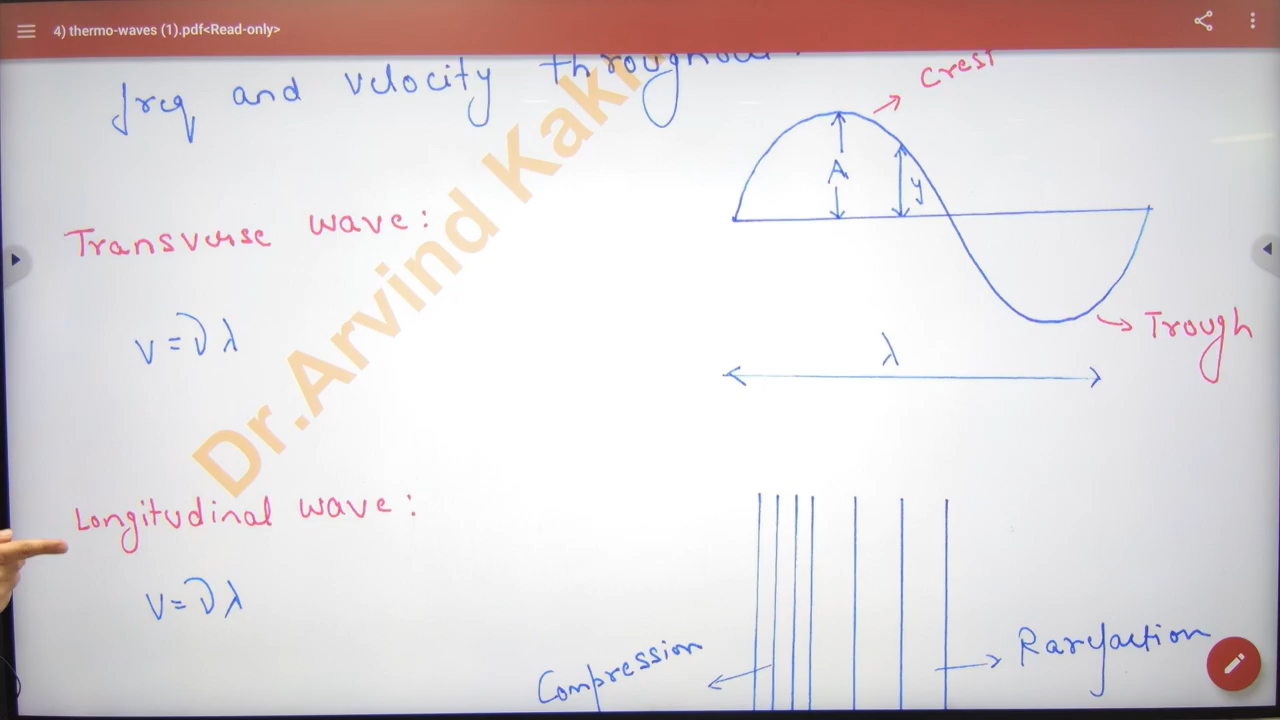 4) thermo-waves (1).pdf<Read-only>
freq and velocity throughout
Crest
A
y
Transverse wave:
V = ν λ
Trough
λ
Dr.Arvind Kak
Longitudinal wave:
V = ν λ
Compression
Rarefaction